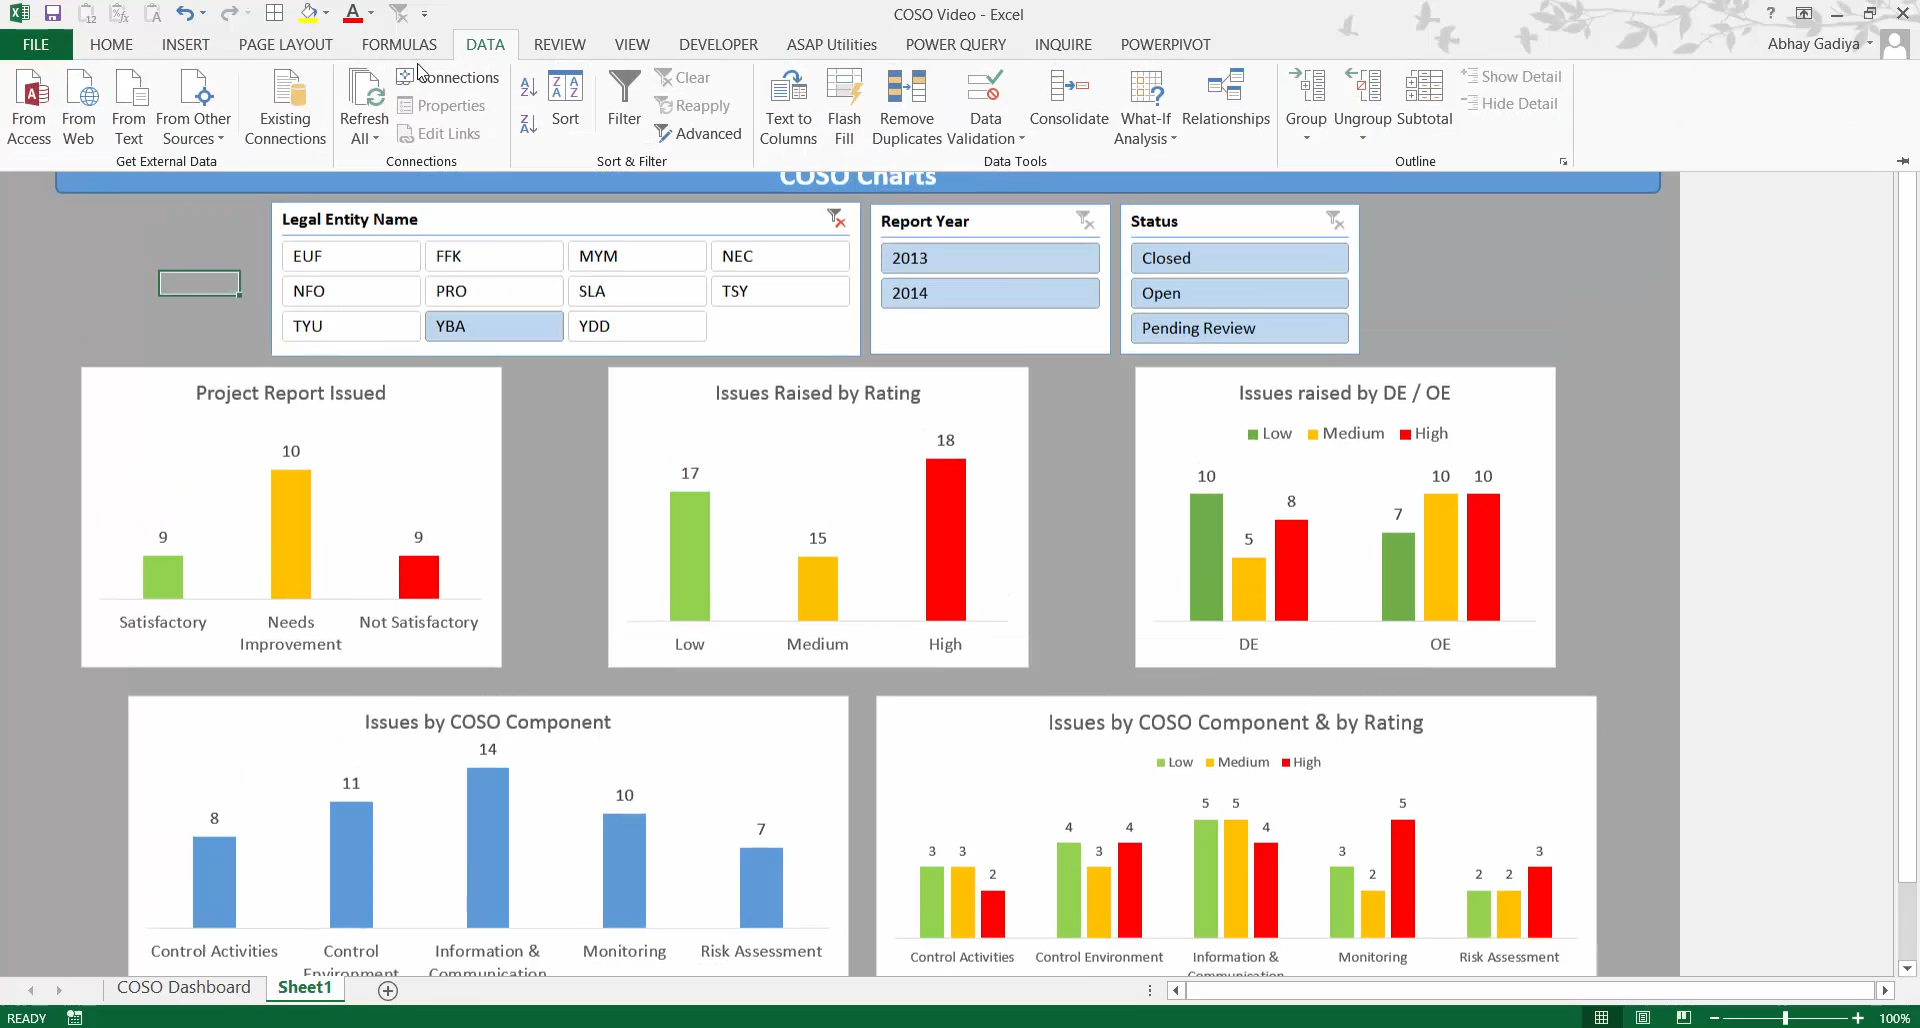 COSO Video - Excel
?
FILE HOME INSERT PAGE LAYOUT FORMULAS DATA REVIEW VIEW DEVELOPER ASAP Utilities POWER QUERY INQUIRE POWERPIVOT Abhay Gadiya
From Access
From Web
From Text
From Other Sources
Get External Data
Existing Connections
Refresh All
Connections
Properties
Edit Links
Connections
Sort
Filter
Clear
Reapply
Advanced
Sort & Filter
Text to Columns
Flash Fill
Remove Duplicates
Data Validation
Consolidate
What-If Analysis
Relationships
Data Tools
Group
Ungroup
Subtotal
Show Detail
Hide Detail
Outline
COSO Charts
Legal Entity Name
EUF FFK MYM NEC
NFO PRO SLA TSY
TYU YBA YDD
Report Year
2013
2014
Status
Closed
Open
Pending Review
Project Report Issued
9 10 9
Satisfactory Needs Improvement Not Satisfactory
Issues Raised by Rating
17 15 18
Low Medium High
Issues raised by DE / OE
Low Medium High
10 5 8 7 10 10
DE OE
Issues by COSO Component
8 11 14 10 7
Control Activities Control Environment Information & Communication Monitoring Risk Assessment
Issues by COSO Component & by Rating
Low Medium High
3 3 2 4 3 4 5 5 4 3 2 5 2 2 3
Control Activities Control Environment Information & Communication Monitoring Risk Assessment
COSO Dashboard Sheet1
READY
100%